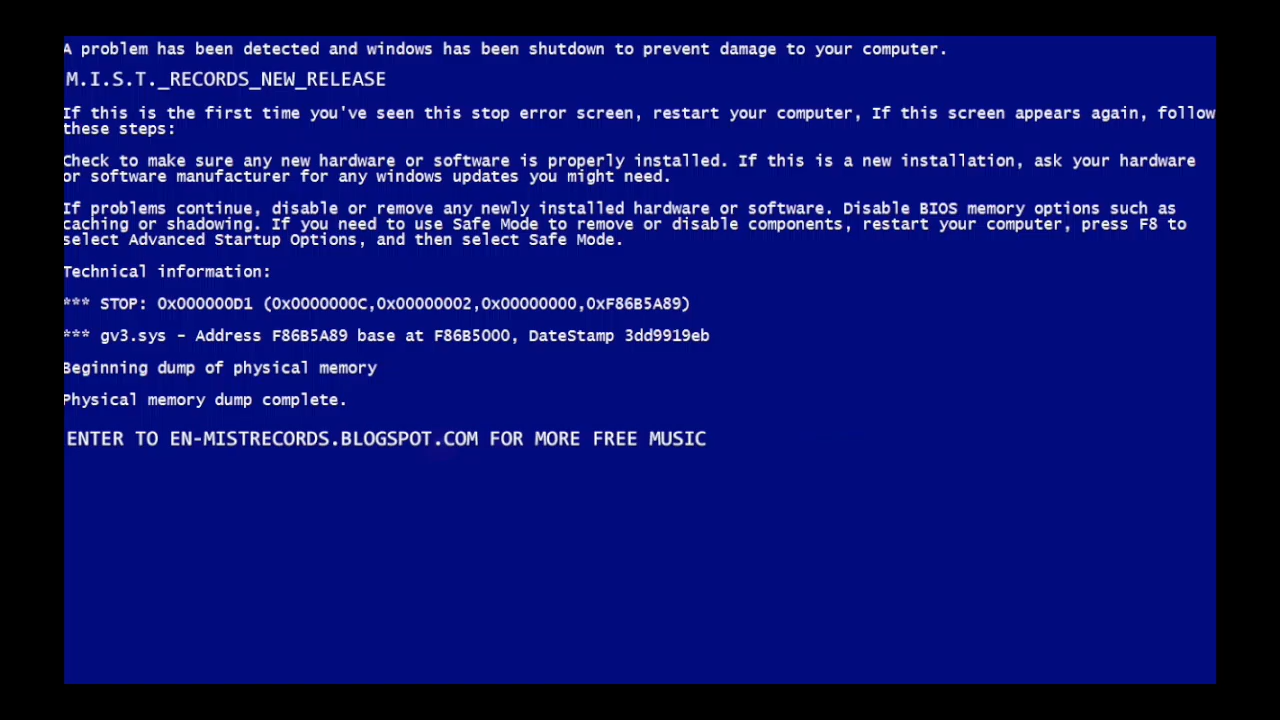 A problem has been detected and windows has been shutdown to prevent damage to your computer.
M.I.S.T._RECORDS_NEW_RELEASE
If this is the first time you've seen this stop error screen, restart your computer, If this screen appears again, follow
these steps:
Check to make sure any new hardware or software is properly installed. If this is a new installation, ask your hardware
or software manufacturer for any windows updates you might need.
If problems continue, disable or remove any newly installed hardware or software. Disable BIOS memory options such as
caching or shadowing. If you need to use Safe Mode to remove or disable components, restart your computer, press F8 to
select Advanced Startup Options, and then select Safe Mode.
Technical information:
*** STOP: 0x000000D1 (0x0000000C,0x00000002,0x00000000,0xF86B5A89)
*** gv3.sys - Address F86B5A89 base at F86B5000, DateStamp 3dd9919eb
Beginning dump of physical memory
Physical memory dump complete.
ENTER TO EN-MISTRECORDS.BLOGSPOT.COM FOR MORE FREE MUSIC